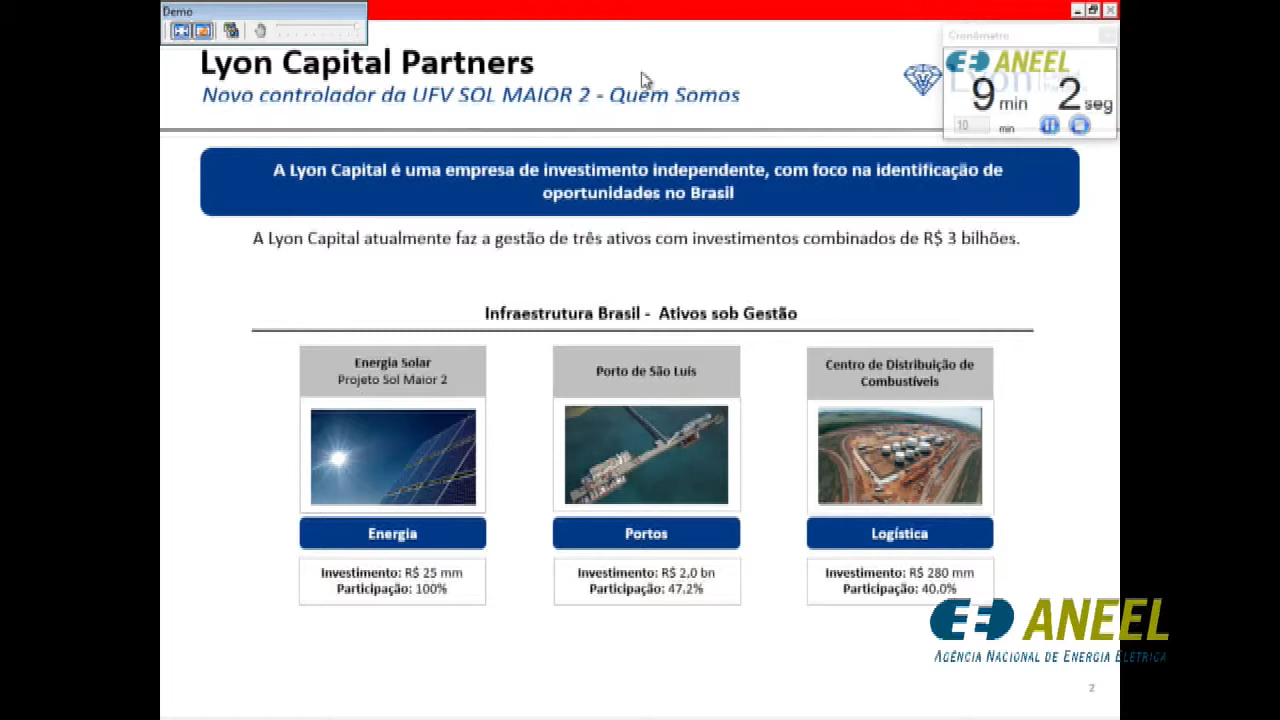 Demo
Lyon Capital Partners
Novo controlador da UFV SOL MAIOR 2 - Quem Somos
Cronômetro
ANEEL
Lyon
9 min 2 seg
10 min
A Lyon Capital é uma empresa de investimento independente, com foco na identificação de
oportunidades no Brasil
A Lyon Capital atualmente faz a gestão de três ativos com investimentos combinados de R$ 3 bilhões.
Infraestrutura Brasil - Ativos sob Gestão
Energia Solar
Projeto Sol Maior 2
Energia
Investimento: R$ 25 mm
Participação: 100%
Porto de São Luís
Portos
Investimento: R$ 2,0 bn
Participação: 47,2%
Centro de Distribuição de
Combustíveis
Logística
Investimento: R$ 280 mm
Participação: 40,0%
ANEEL
AGÊNCIA NACIONAL DE ENERGIA ELÉTRICA
2